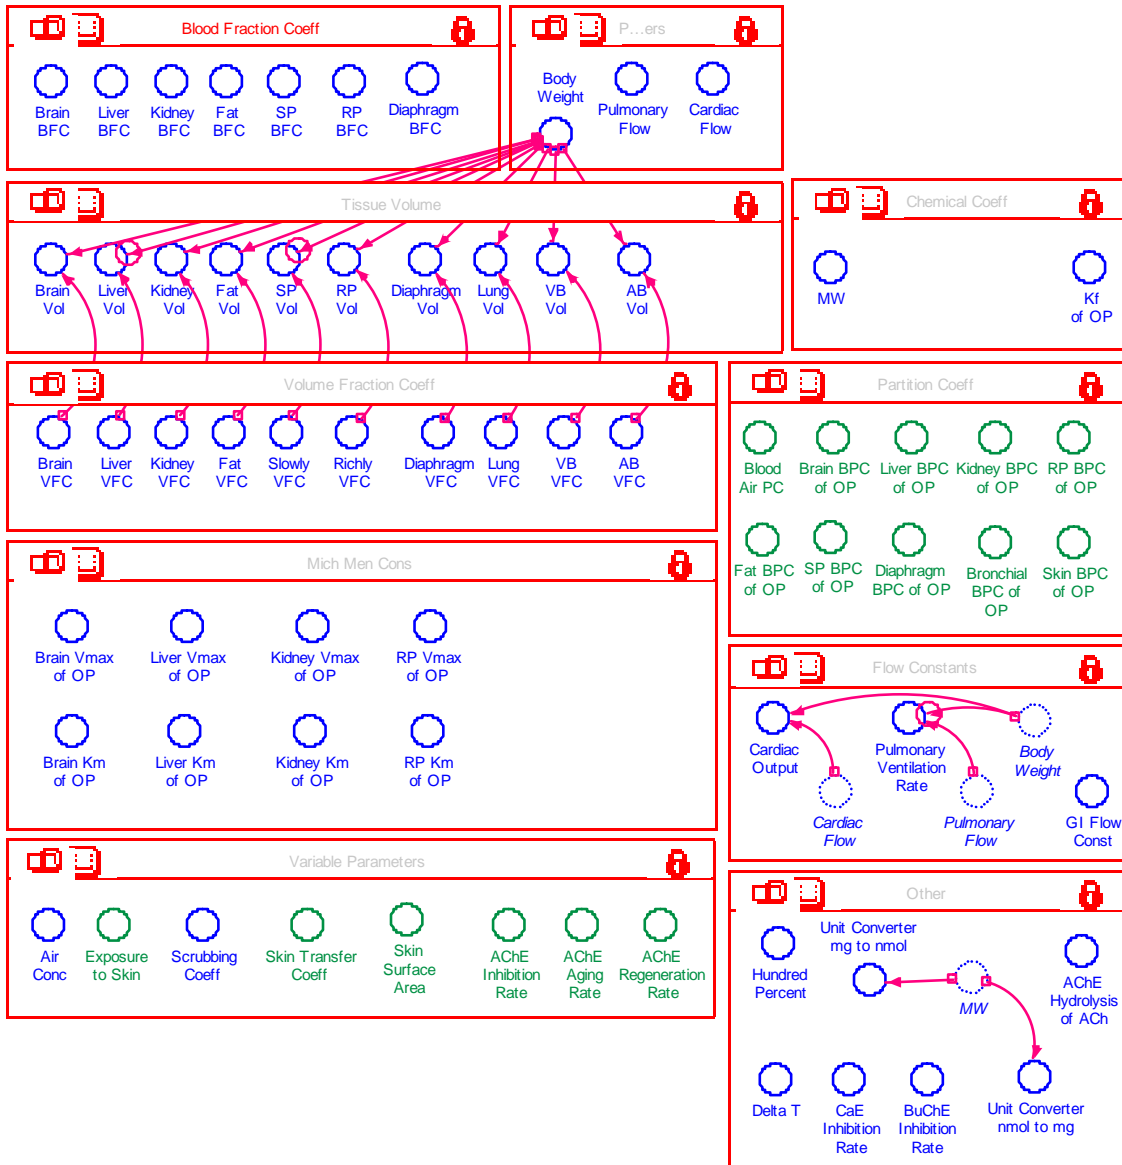 Blood Fraction Coeff
Brain
BFC
Liver
BFC
Kidney
BFC
Fat
BFC
SP
BFC
RP
BFC
Diaphragm
BFC
P...ers
Body
Weight
Pulmonary
Flow
Cardiac
Flow
Tissue Volume
Brain
Vol
Liver
Vol
Kidney
Vol
Fat
Vol
SP
Vol
RP
Vol
Diaphragm
Vol
Lung
Vol
VB
Vol
AB
Vol
Chemical Coeff
MW
Kf
of OP
Volume Fraction Coeff
Brain
VFC
Liver
VFC
Kidney
VFC
Fat
VFC
Slowly
VFC
Richly
VFC
Diaphragm
VFC
Lung
VFC
VB
VFC
AB
VFC
Partition Coeff
Blood
Air PC
Brain BPC
of OP
Liver BPC
of OP
Kidney BPC
of OP
RP BPC
of OP
Fat BPC
of OP
SP BPC
of OP
Diaphragm
BPC of OP
Bronchial
BPC of
OP
Skin BPC
of OP
Mich Men Cons
Brain Vmax
of OP
Liver Vmax
of OP
Kidney Vmax
of OP
RP Vmax
of OP
Brain Km
of OP
Liver Km
of OP
Kidney Km
of OP
RP Km
of OP
Flow Constants
Cardiac
Output
Pulmonary
Ventilation
Rate
Body
Weight
Cardiac
Flow
Pulmonary
Flow
GI Flow
Const
Variable Parameters
Air
Conc
Exposure
to Skin
Scrubbing
Coeff
Skin Transfer
Coeff
Skin
Surface
Area
AChE
Inhibition
Rate
AChE
Aging
Rate
AChE
Regeneration
Rate
Other
Hundred
Percent
Unit Converter
mg to nmol
MW
AChE
Hydrolysis
of ACh
Delta T
CaE
Inhibition
Rate
BuChE
Inhibition
Rate
Unit Converter
nmol to mg